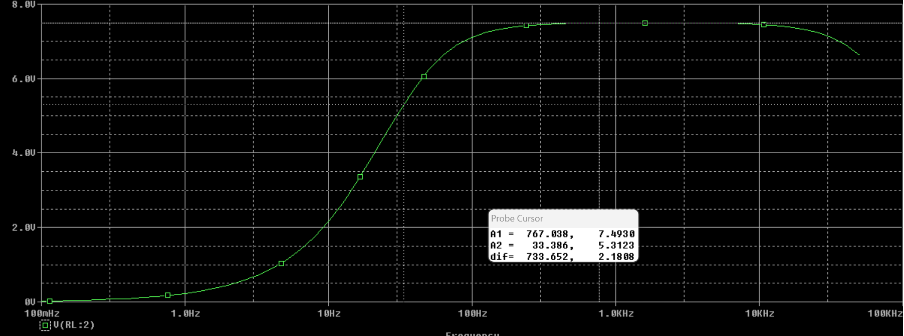 8.0V
6.0V
4.0V
2.0V
0V
Probe Cursor
A1 = 767.038, 7.4930
A2 = 33.386, 5.3123
dif= 733.652, 2.1808
100mHz 1.0Hz 10Hz 100Hz 1.0KHz 10KHz 100KHz
V(RL:2)
Frequency